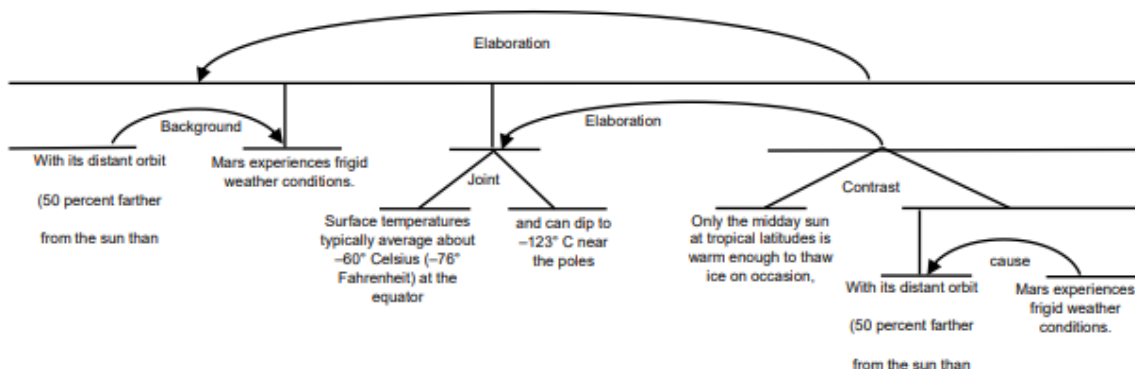 Elaboration
Background
Elaboration
With its distant orbit
(50 percent farther
from the sun than
Mars experiences frigid
weather conditions.
Joint
Contrast
Surface temperatures
typically average about
–60° Celsius (–76°
Fahrenheit) at the
equator
and can dip to
–123° C near
the poles
Only the midday sun
at tropical latitudes is
warm enough to thaw
ice on occasion,
cause
With its distant orbit
(50 percent farther
from the sun than
Mars experiences
frigid weather
conditions.